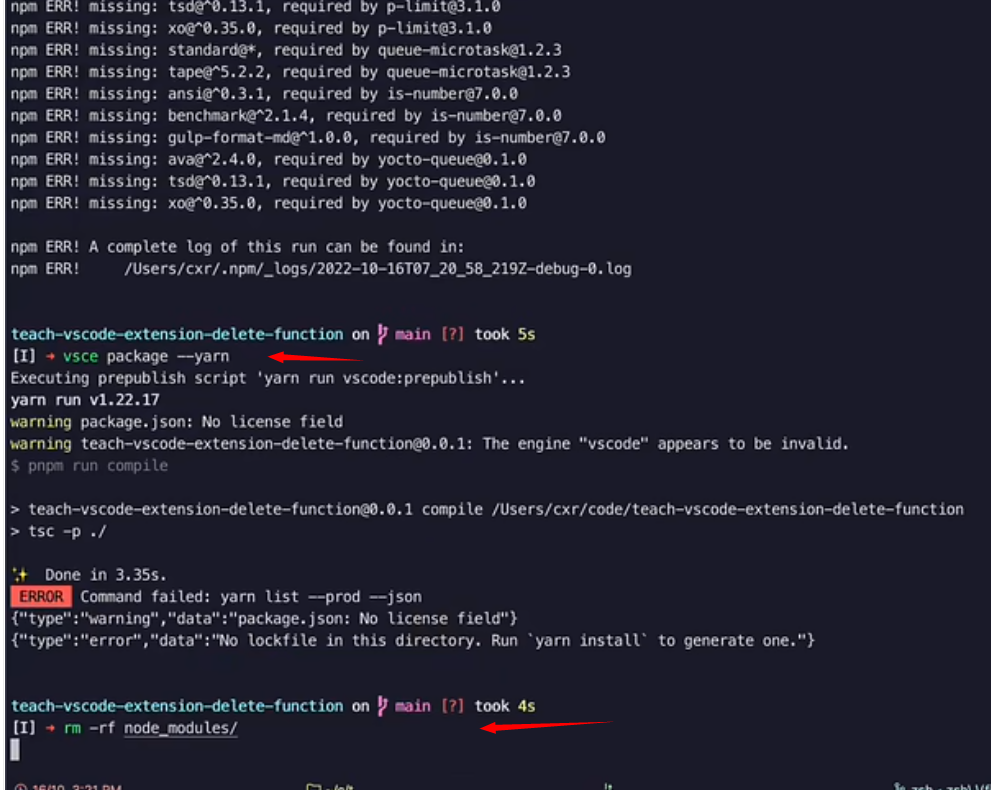 npm ERR! missing: tsd@^0.13.1, required by p-limit@3.1.0
npm ERR! missing: xo@^0.35.0, required by p-limit@3.1.0
npm ERR! missing: standard@*, required by queue-microtask@1.2.3
npm ERR! missing: tape@^5.2.2, required by queue-microtask@1.2.3
npm ERR! missing: ansi@^0.3.1, required by is-number@7.0.0
npm ERR! missing: benchmark@^2.1.4, required by is-number@7.0.0
npm ERR! missing: gulp-format-md@^1.0.0, required by is-number@7.0.0
npm ERR! missing: ava@^2.4.0, required by yocto-queue@0.1.0
npm ERR! missing: tsd@^0.13.1, required by yocto-queue@0.1.0
npm ERR! missing: xo@^0.35.0, required by yocto-queue@0.1.0
npm ERR! A complete log of this run can be found in:
npm ERR!     /Users/cxr/.npm/_logs/2022-10-16T07_20_58_219Z-debug-0.log
teach-vscode-extension-delete-function on main [?] took 5s
[I] → vsce package --yarn
Executing prepublish script 'yarn run vscode:prepublish'...
yarn run v1.22.17
warning package.json: No license field
warning teach-vscode-extension-delete-function@0.0.1: The engine "vscode" appears to be invalid.
$ pnpm run compile
> teach-vscode-extension-delete-function@0.0.1 compile /Users/cxr/code/teach-vscode-extension-delete-function
> tsc -p ./
✨ Done in 3.35s.
ERROR Command failed: yarn list --prod --json
{"type":"warning","data":"package.json: No license field"}
{"type":"error","data":"No lockfile in this directory. Run `yarn install` to generate one."}
teach-vscode-extension-delete-function on main [?] took 4s
[I] → rm -rf node_modules/